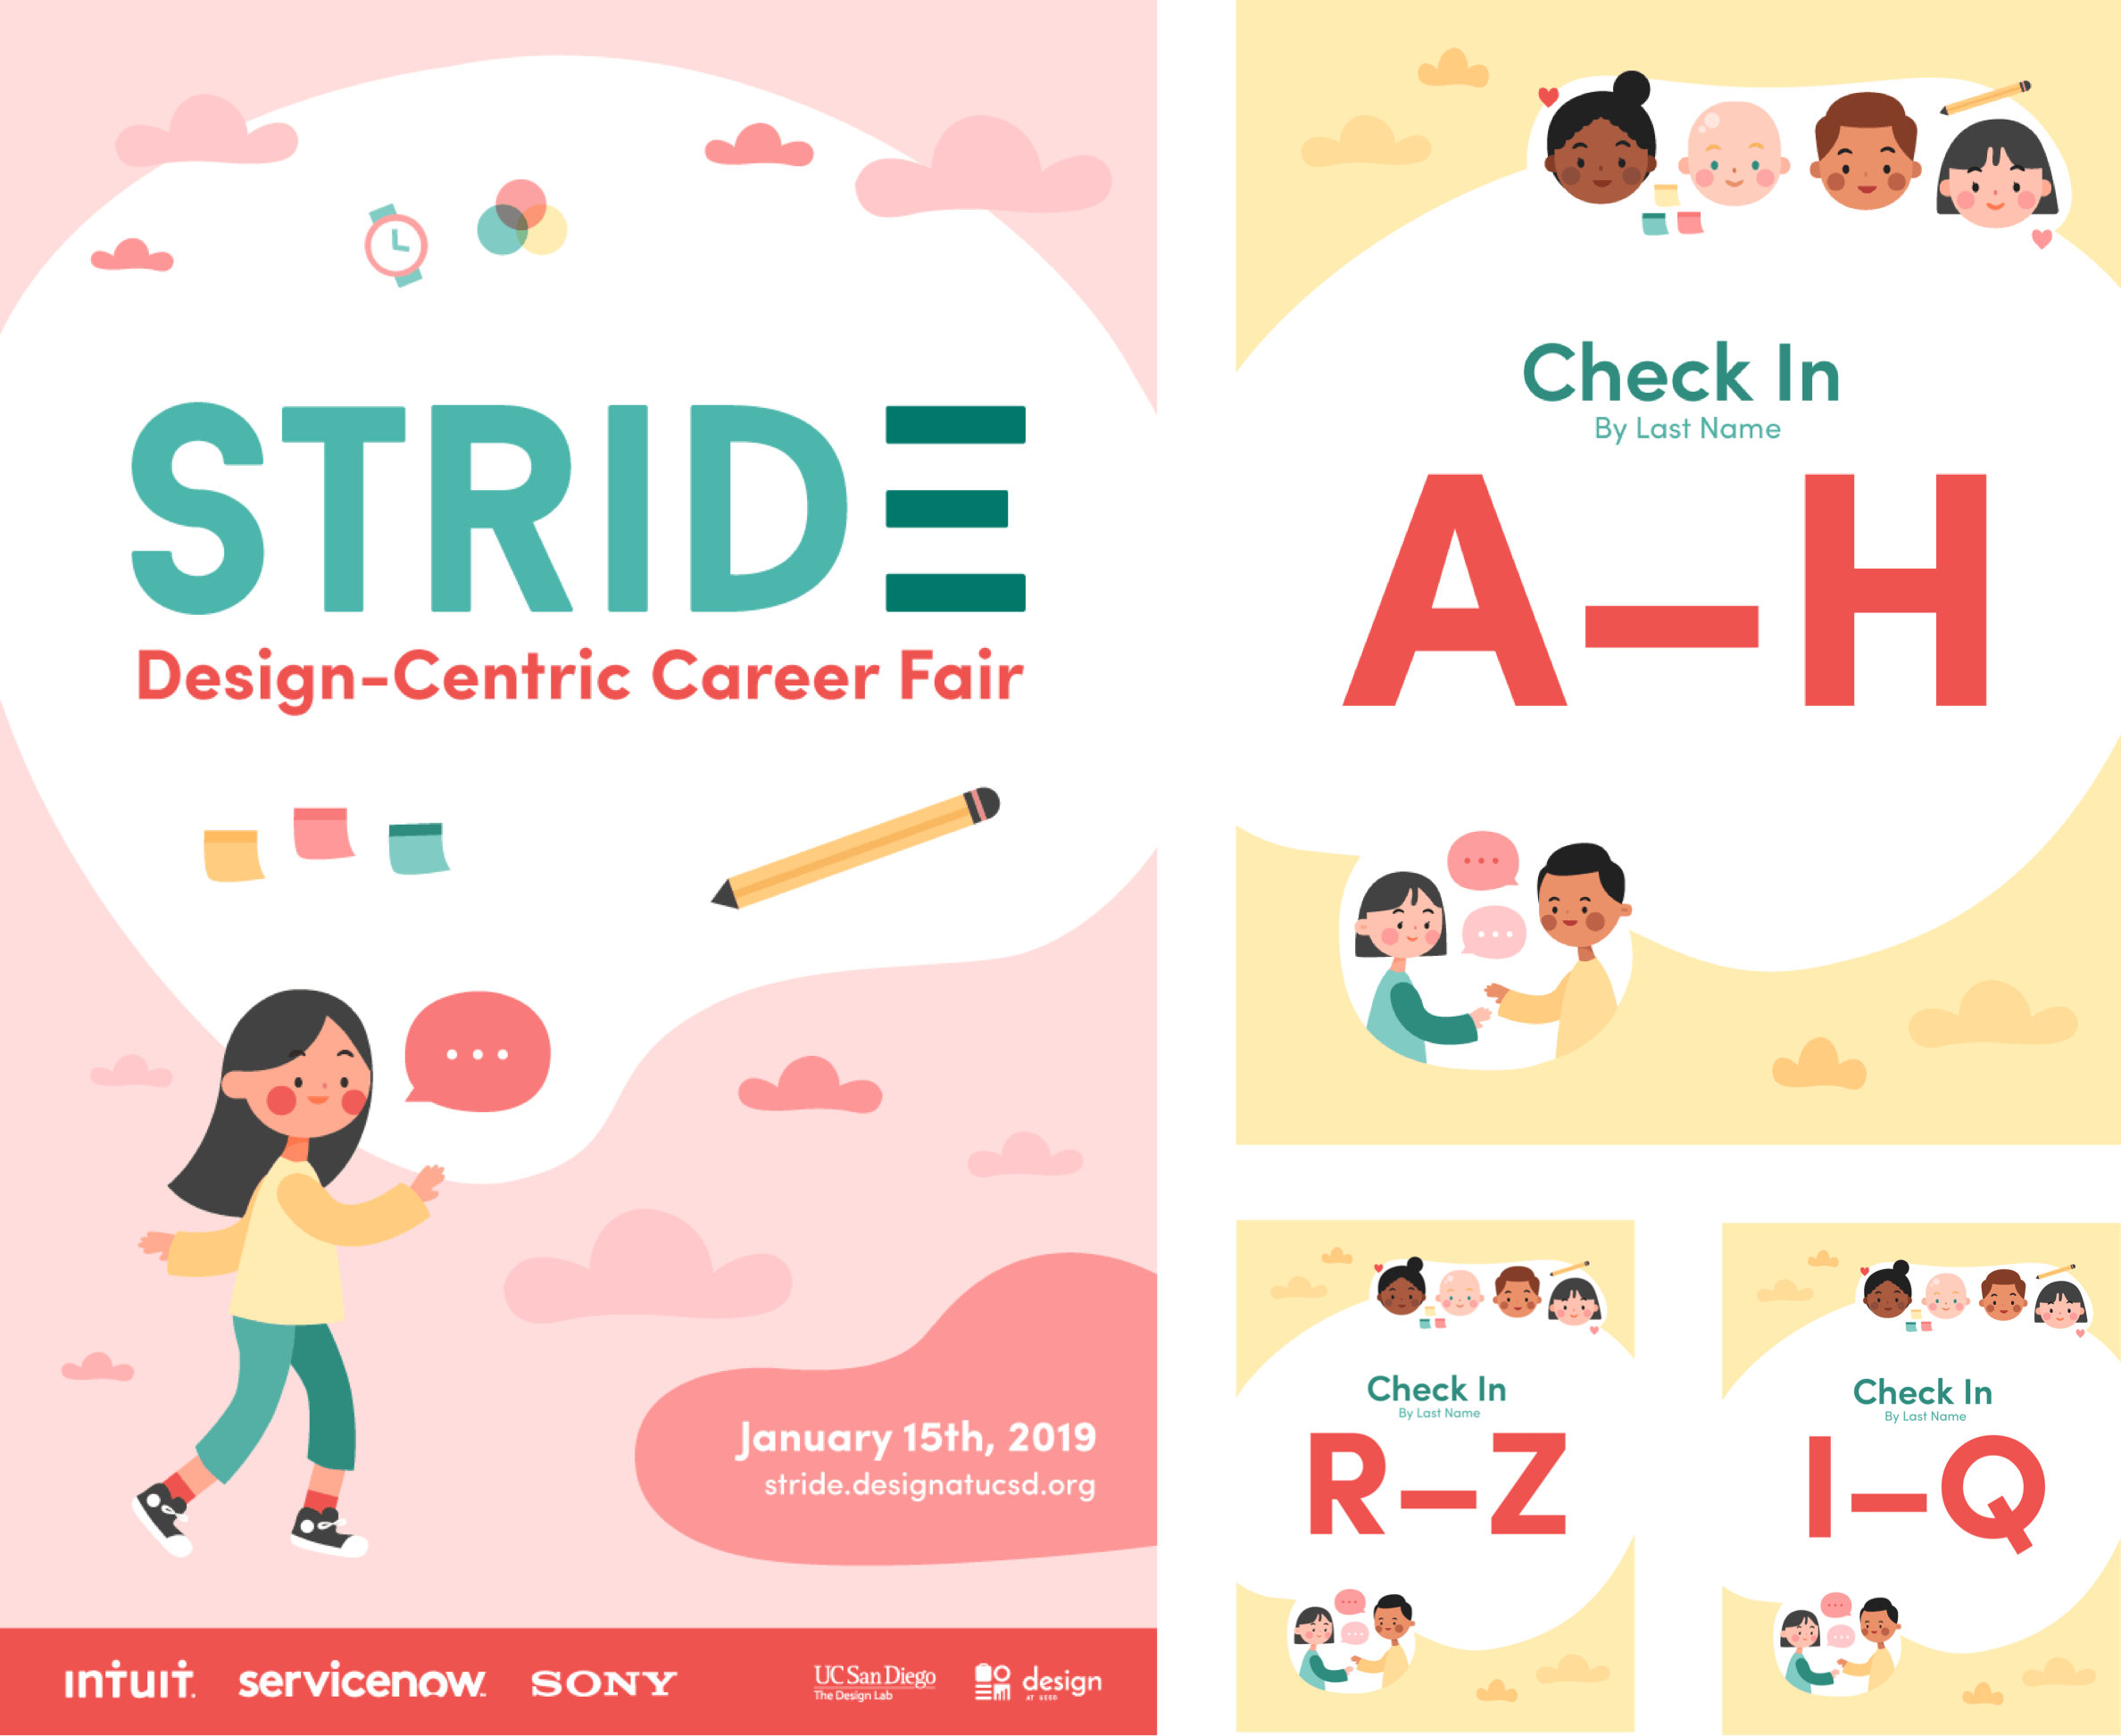 STRIDE
Design-Centric Career Fair
January 15th, 2019
stride.designatucsd.org
intuit.
servicenow.
SONY
UC San Diego
The Design Lab
design
AT UCSD
Check In
By Last Name
A–H
Check In
By Last Name
R–Z
Check In
By Last Name
I–Q